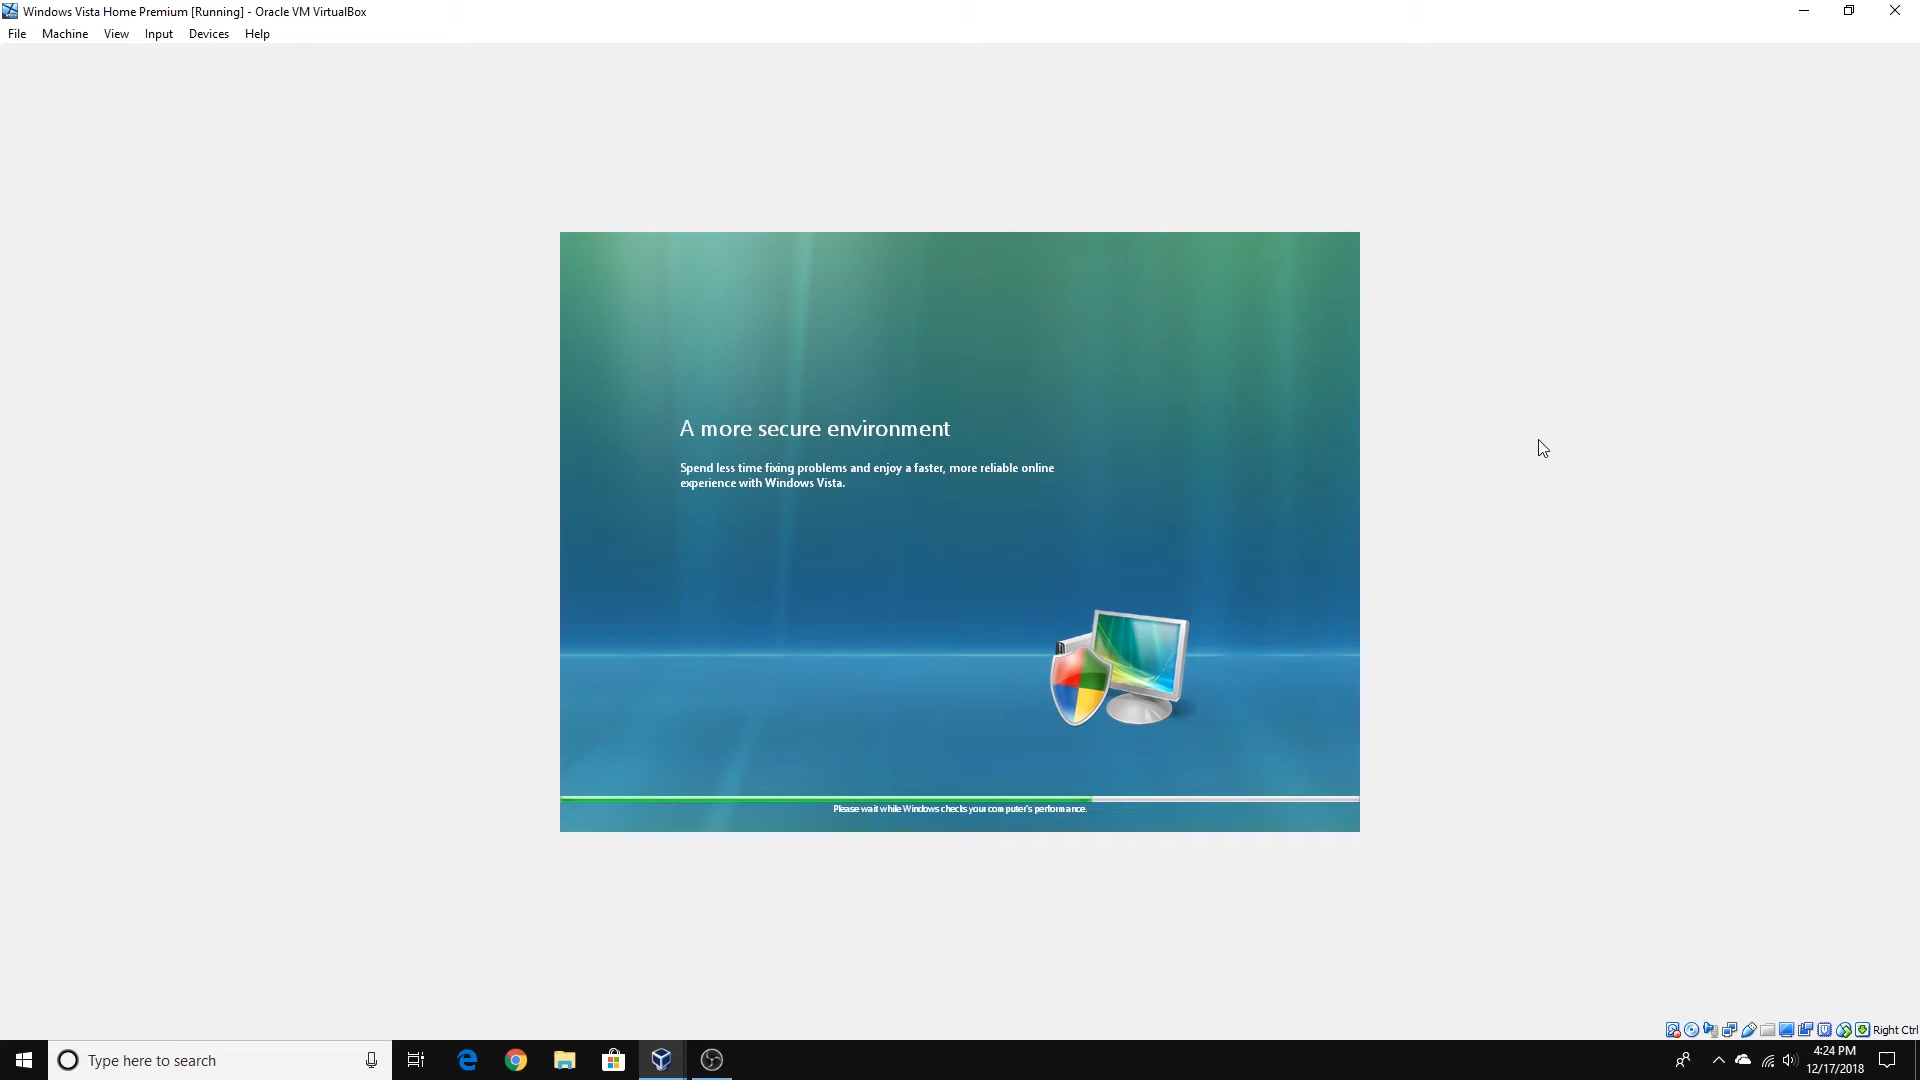 Windows Vista Home Premium [Running] - Oracle VM VirtualBox
File Machine View Input Devices Help
A more secure environment
Spend less time fixing problems and enjoy a faster, more reliable online
experience with Windows Vista.
Please wait while Windows checks your computer's performance.
Right Ctrl
Type here to search
4:24 PM
12/17/2018